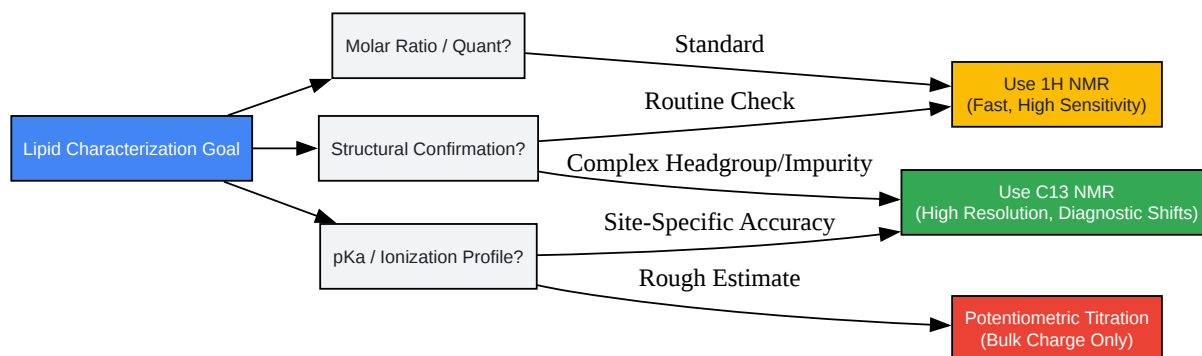 Molar Ratio / Quant?
Standard
Use 1H NMR
(Fast, High Sensitivity)
Routine Check
Lipid Characterization Goal
Structural Confirmation?
Complex Headgroup/Impurity
Use C13 NMR
(High Resolution, Diagnostic Shifts)
Site-Specific Accuracy
pKa / Ionization Profile?
Rough Estimate
Potentiometric Titration
(Bulk Charge Only)